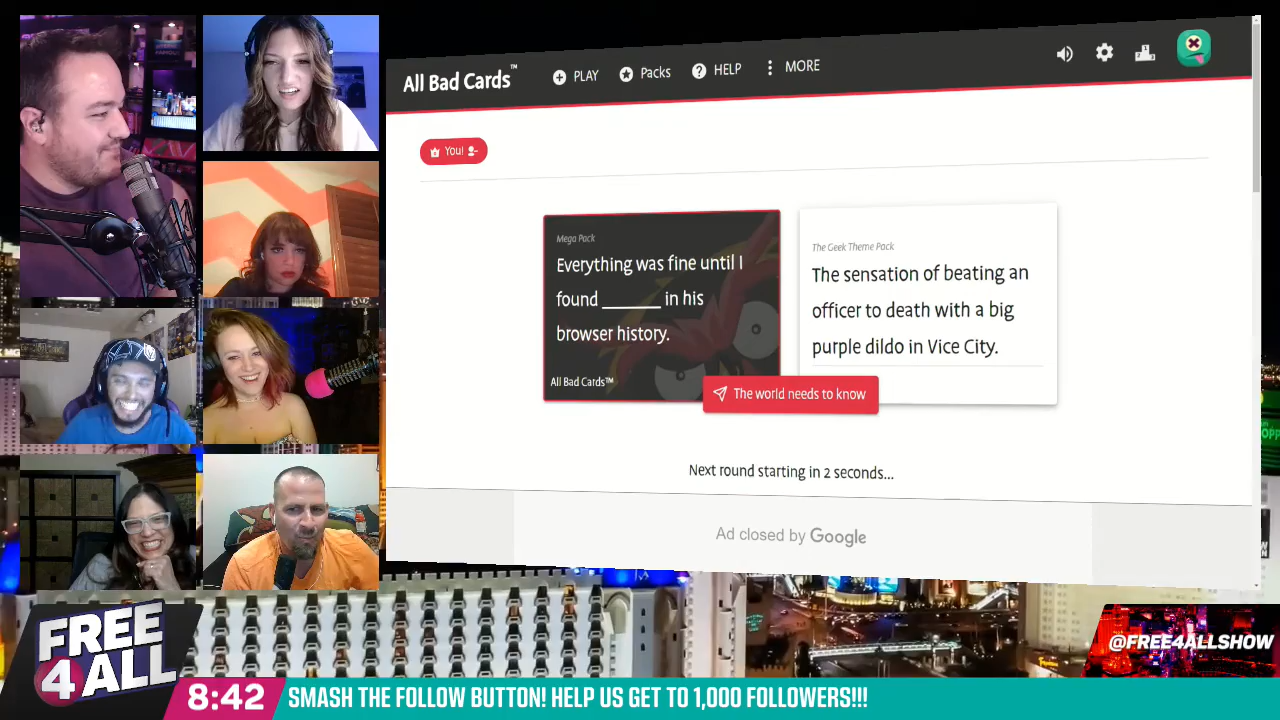 All Bad Cards™
PLAY
Packs
HELP
MORE
You!
Mega Pack
Everything was fine until I
found ______ in his
browser history.
All Bad Cards™
The Geek Theme Pack
The sensation of beating an
officer to death with a big
purple dildo in Vice City.
The world needs to know
Next round starting in 2 seconds...
Ad closed by Google
FREE
4 ALL
@FREE4ALLSHOW
8:42
SMASH THE FOLLOW BUTTON! HELP US GET TO 1,000 FOLLOWERS!!!